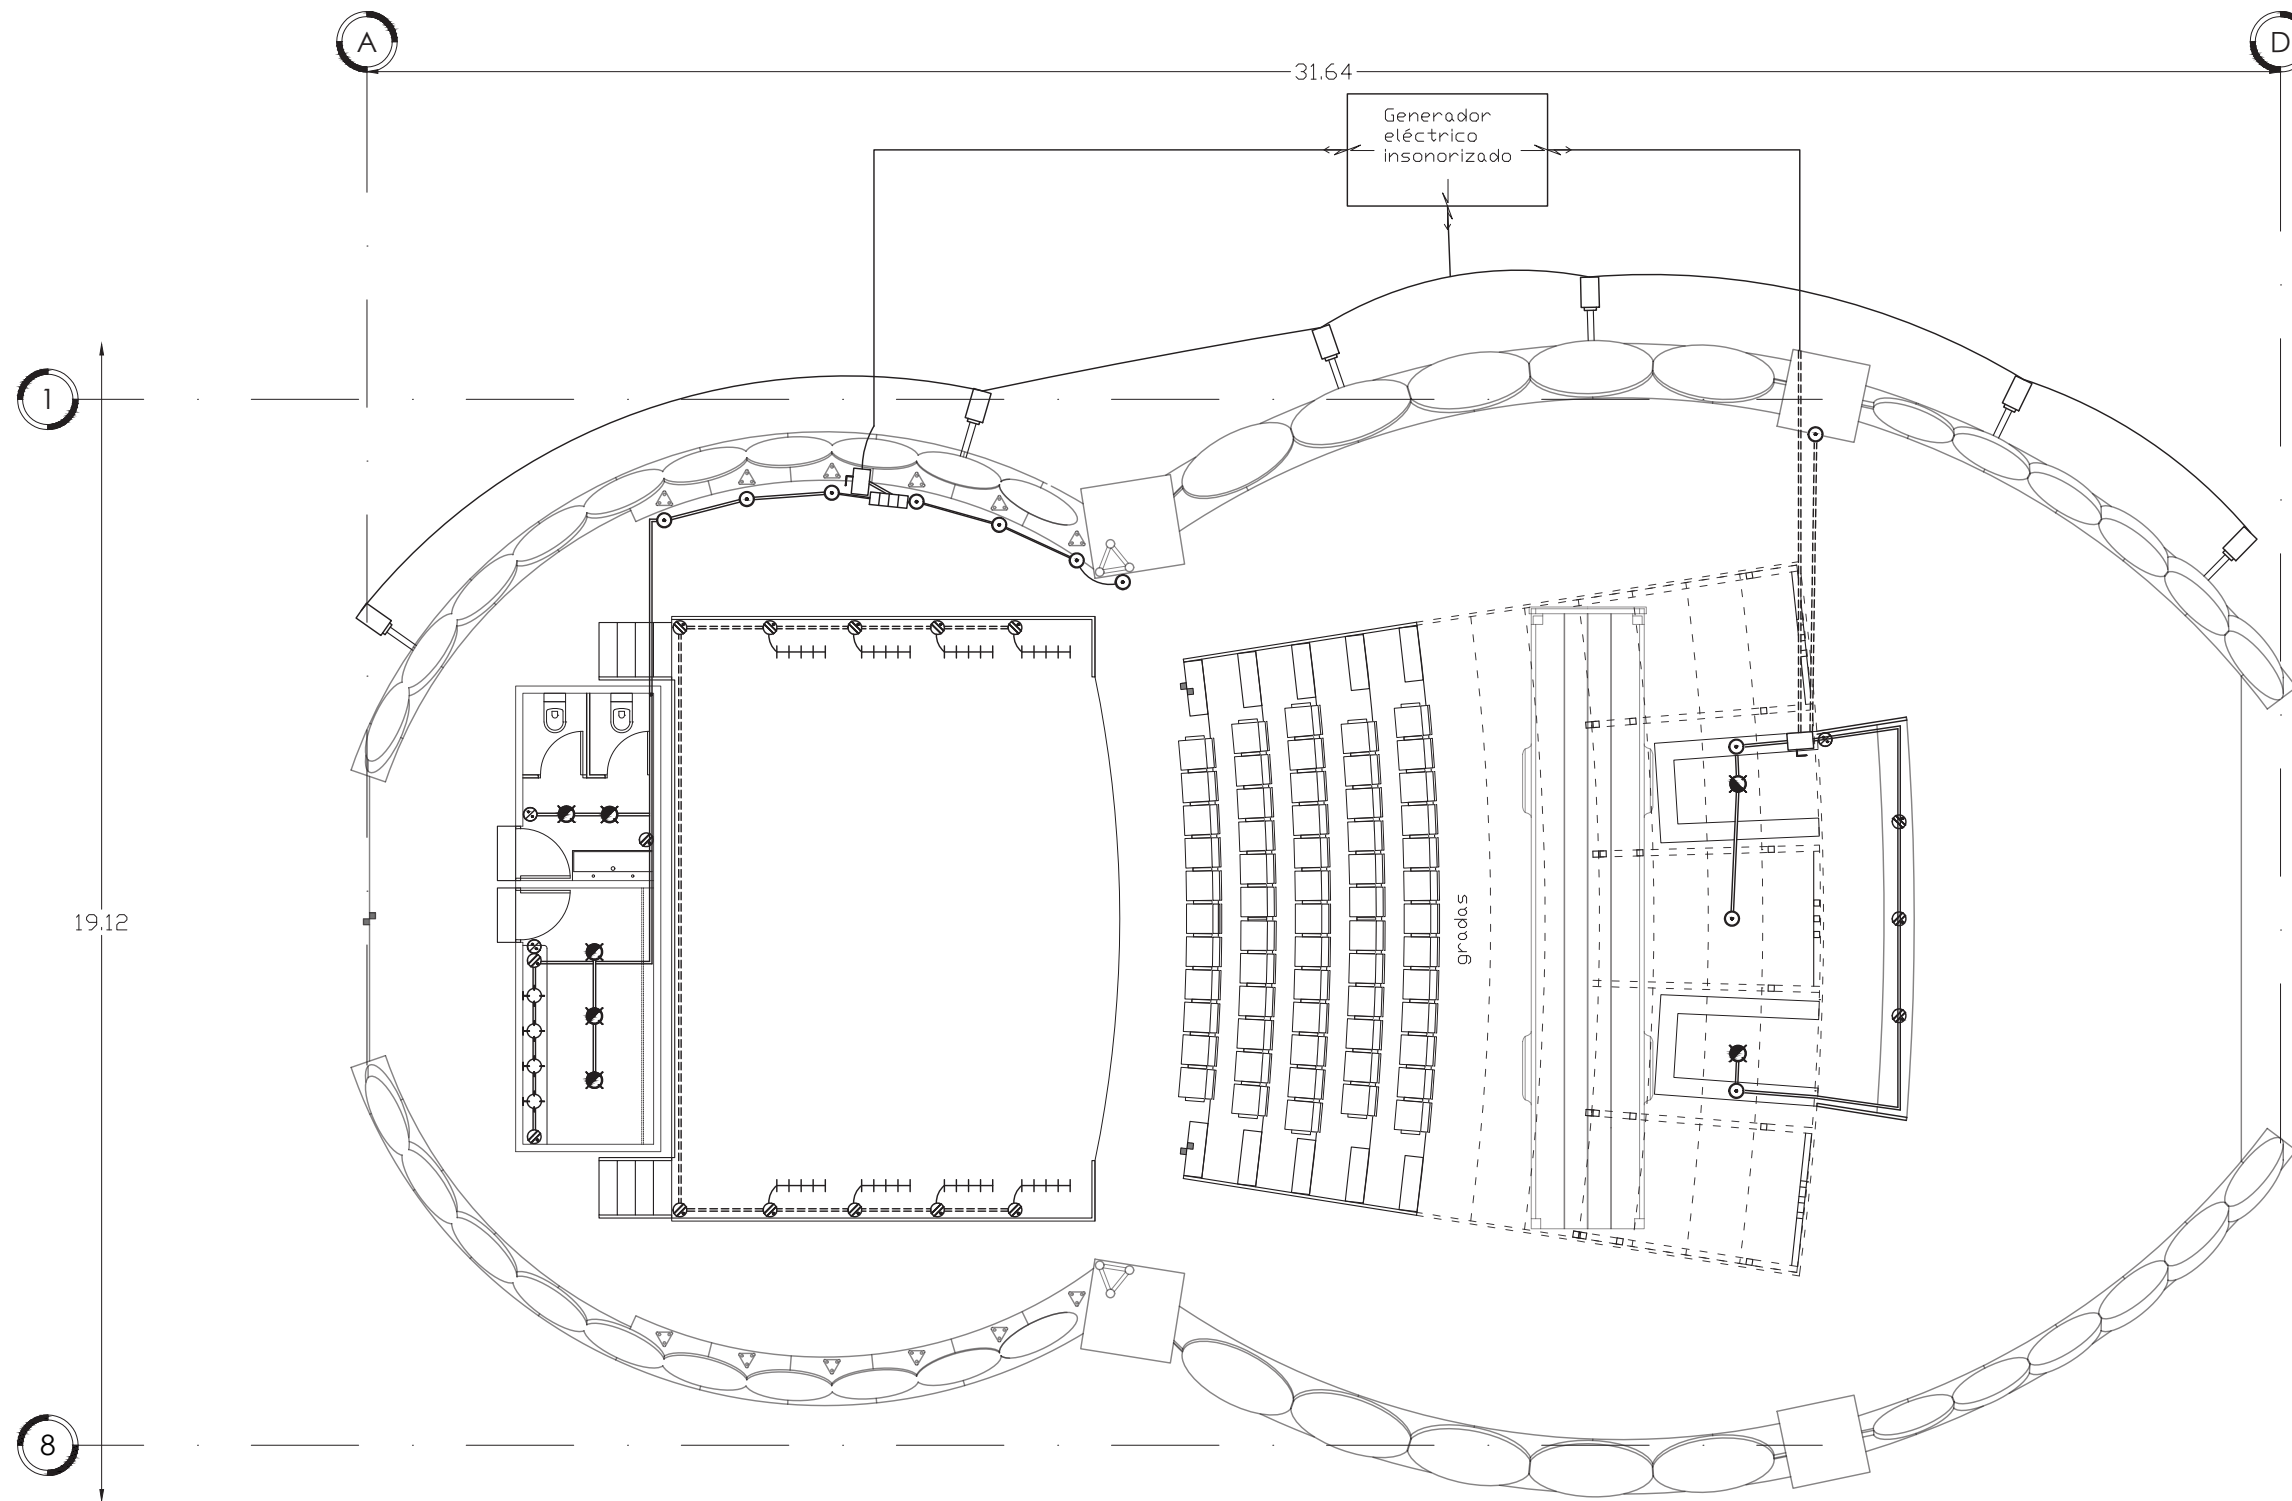 A
D
31.64
Generador
eléctrico
insonorizado
1
19.12
gradas
8